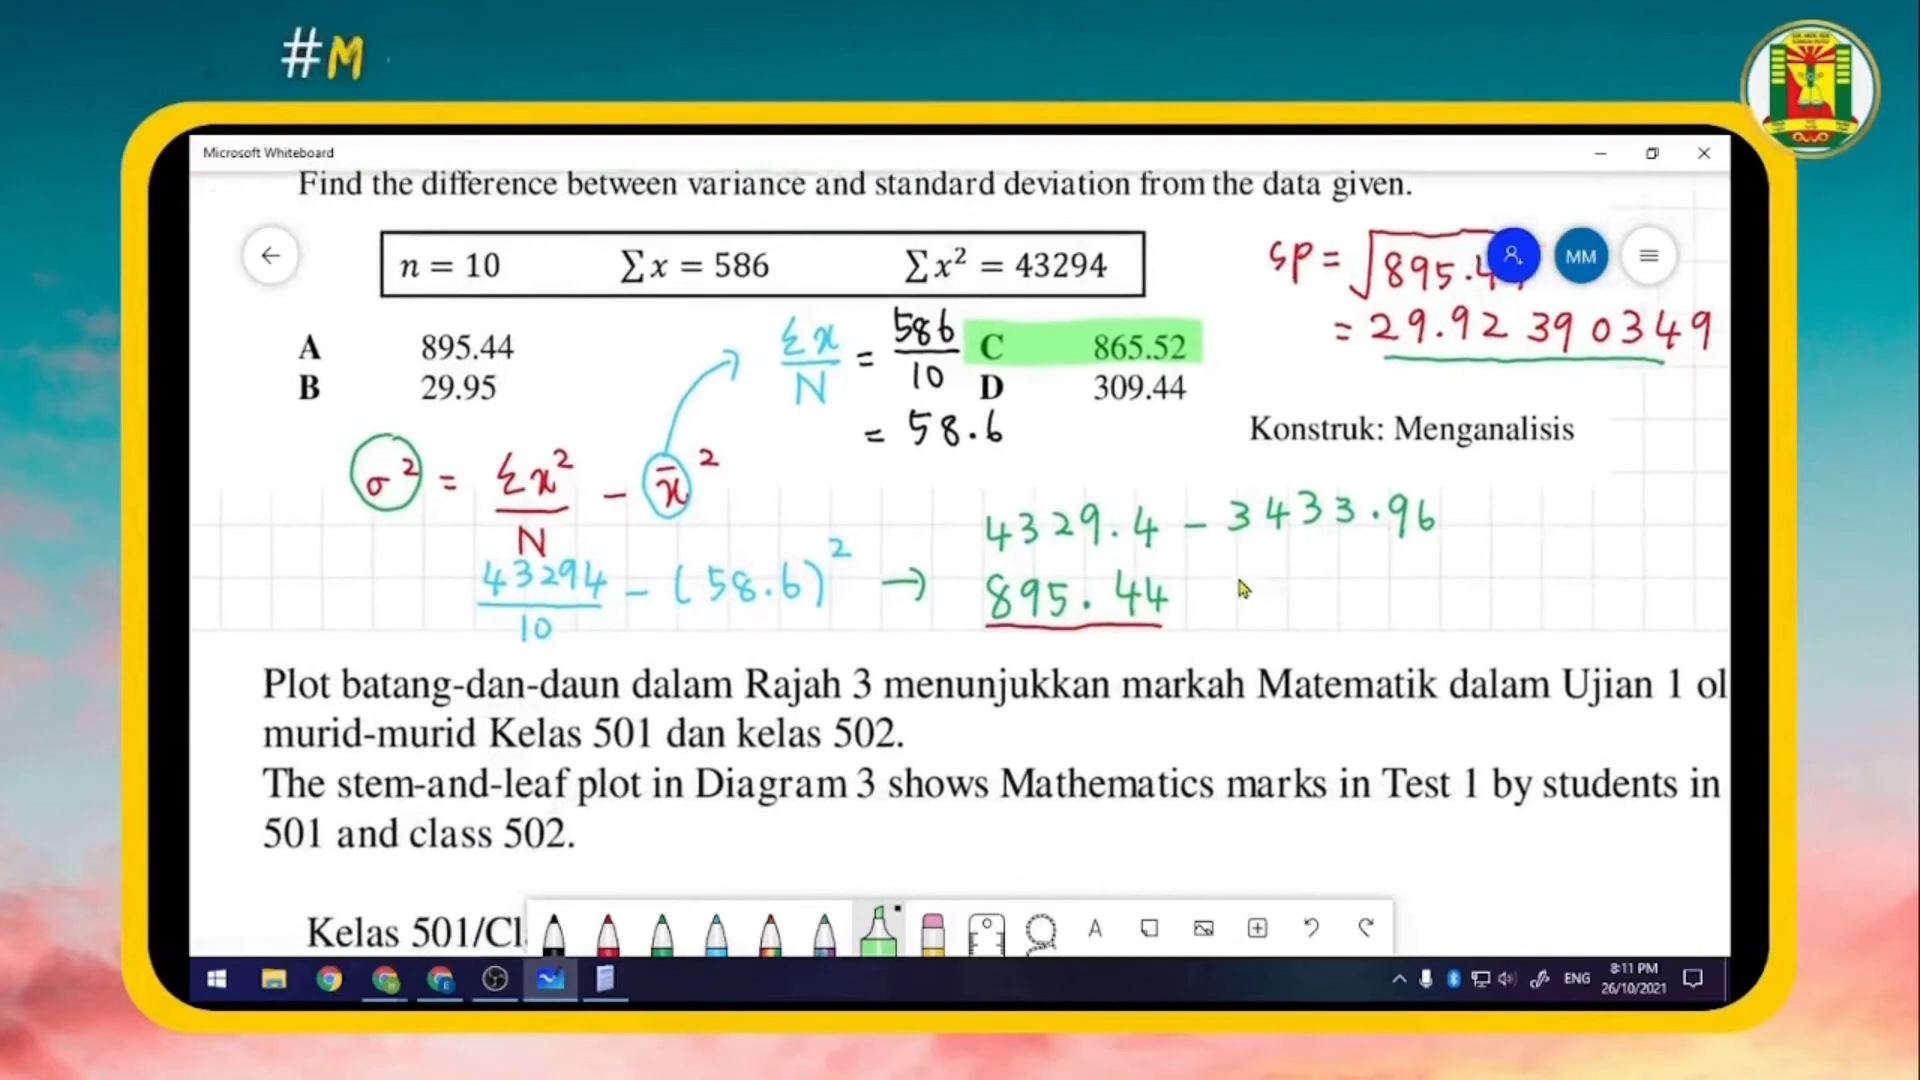 #M
Microsoft Whiteboard
Find the difference between variance and standard deviation from the data given.
n = 10 ∑x = 586 ∑x² = 43294
A 895.44
B 29.95
C 865.52
D 309.44
Σx/N = 586/10
= 58.6
sp = √895.4
= 29.92390349
MM
Konstruk: Menganalisis
σ² = Σx²/N − x̄²
43294/10 − (58.6)² →
4329.4 − 3433.96
895.44
Plot batang-dan-daun dalam Rajah 3 menunjukkan markah Matematik dalam Ujian 1 ol
murid-murid Kelas 501 dan kelas 502.
The stem-and-leaf plot in Diagram 3 shows Mathematics marks in Test 1 by students in
501 and class 502.
Kelas 501/Cl
A
ENG
8:11 PM
26/10/2021